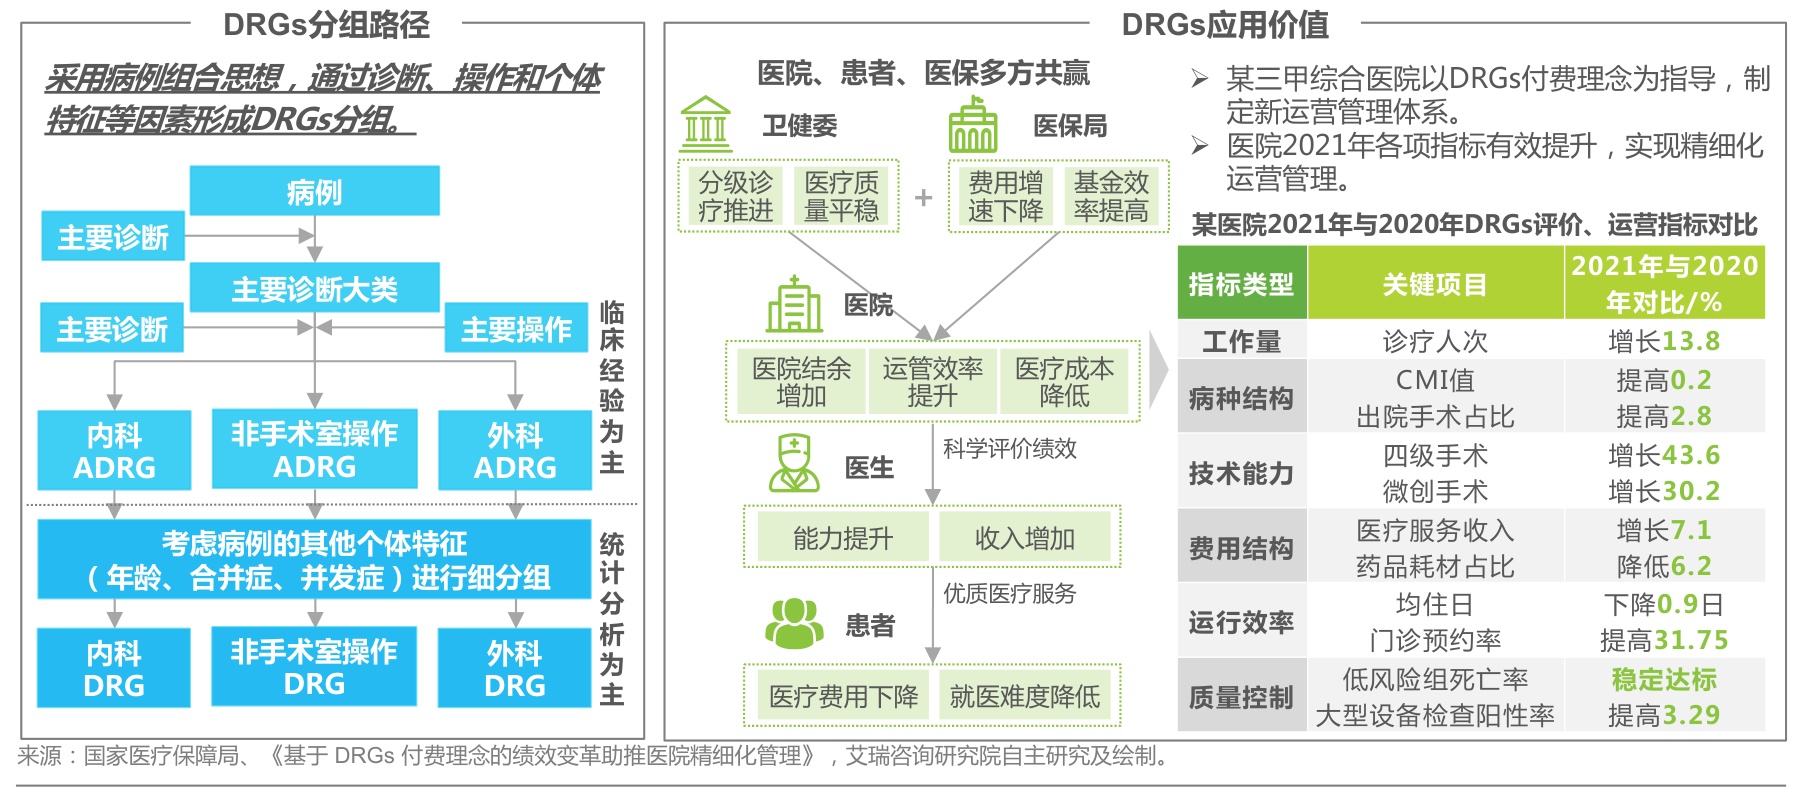 DRGs分组路径
采用病例组合思想，通过诊断、操作和个体
特征等因素形成DRGs分组。
病例
主要诊断
主要诊断大类
主要诊断
主要操作
内科
ADRG
非手术室操作
ADRG
外科
ADRG
临床经验为主
考虑病例的其他个体特征
（年龄、合并症、并发症）进行细分组
内科
DRG
非手术室操作
DRG
外科
DRG
统计分析为主
DRGs应用价值
医院、患者、医保多方共赢
卫健委
医保局
分级诊
疗推进
医疗质
量平稳
+
费用增
速下降
基金效
率提高
医院
医院结余
增加
运管效率
提升
医疗成本
降低
科学评价绩效
医生
能力提升
收入增加
优质医疗服务
患者
医疗费用下降
就医难度降低
➢ 某三甲综合医院以DRGs付费理念为指导，制
定新运营管理体系。
➢ 医院2021年各项指标有效提升，实现精细化
运营管理。
某医院2021年与2020年DRGs评价、运营指标对比
指标类型 关键项目 2021年与2020
年对比/%
工作量 诊疗人次 增长13.8
病种结构 CMI值 提高0.2
出院手术占比 提高2.8
技术能力 四级手术 增长43.6
微创手术 增长30.2
费用结构 医疗服务收入 增长7.1
药品耗材占比 降低6.2
运行效率 均住日 下降0.9日
门诊预约率 提高31.75
质量控制 低风险组死亡率 稳定达标
大型设备检查阳性率 提高3.29
来源：国家医疗保障局、《基于 DRGs 付费理念的绩效变革助推医院精细化管理》，艾瑞咨询研究院自主研究及绘制。